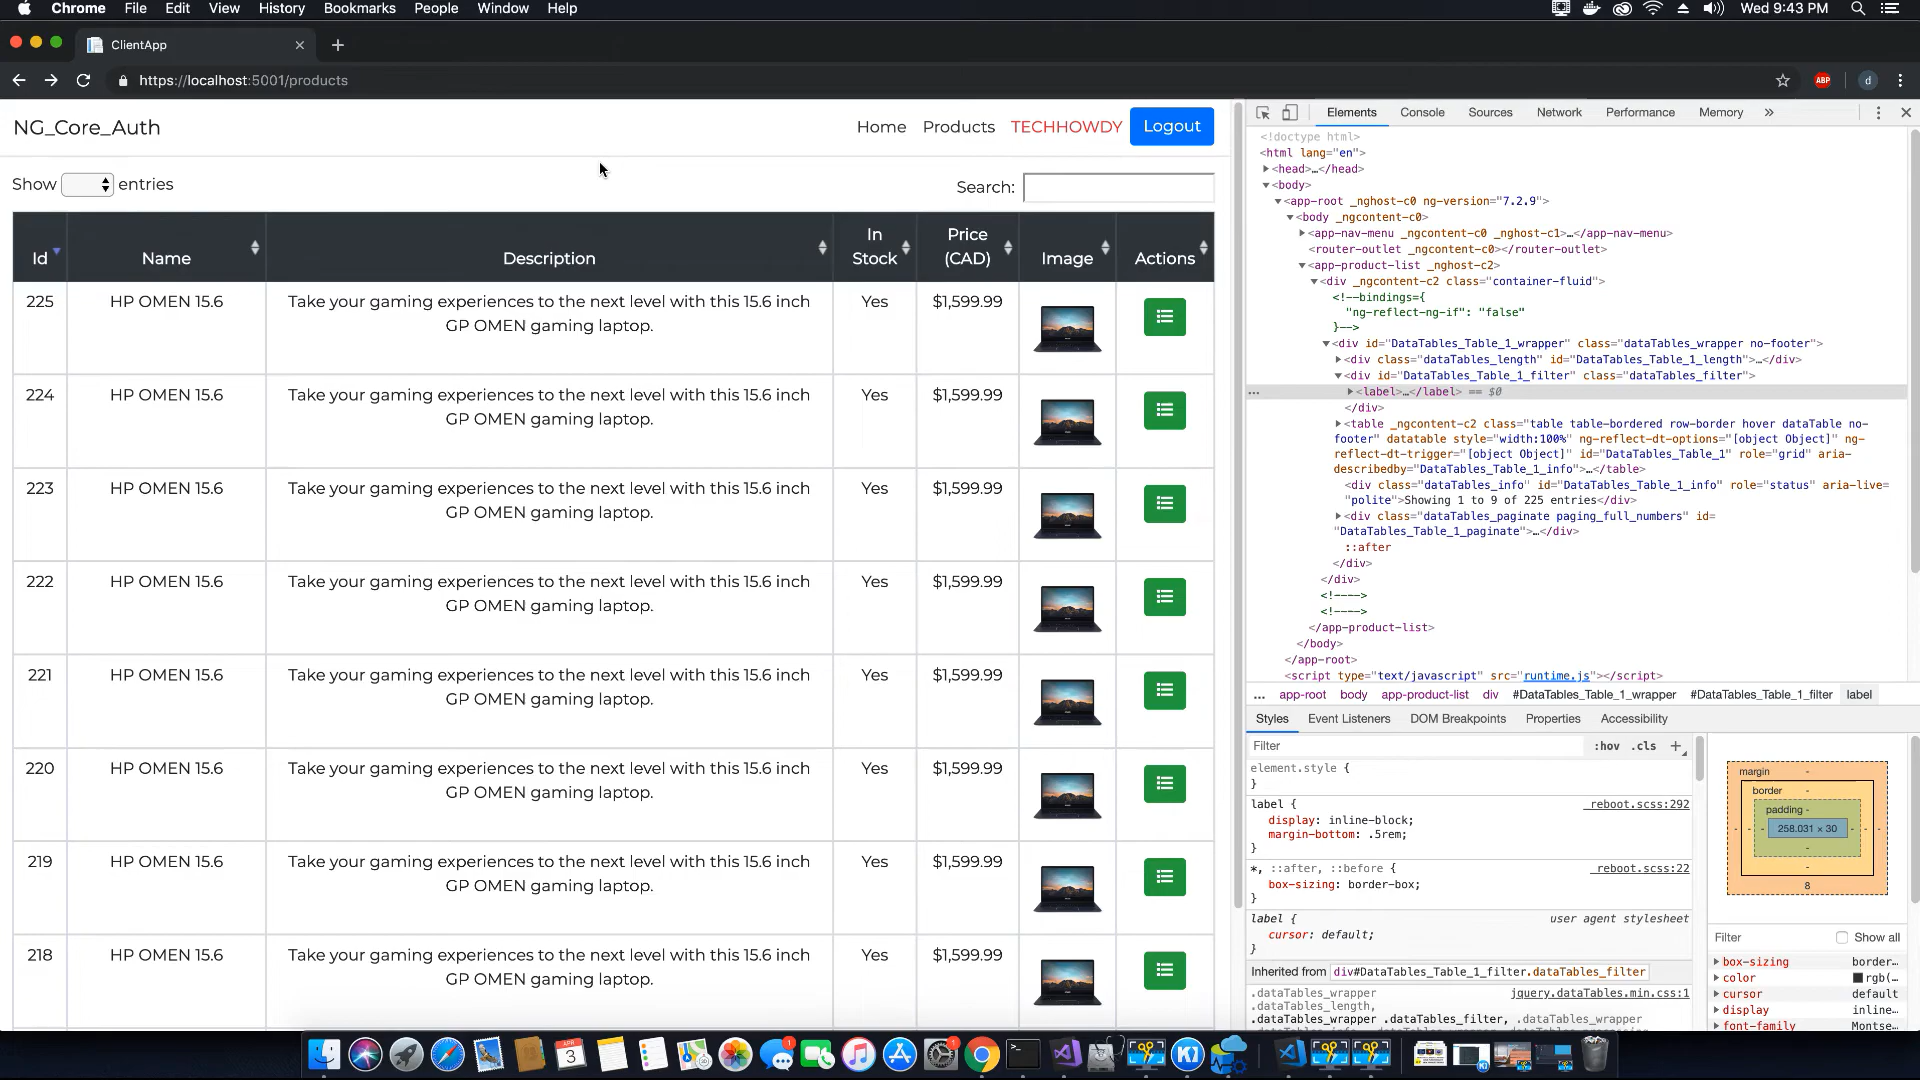 Chrome File Edit View History Bookmarks People Window Help Wed 9:43 PM
ClientApp
https://localhost:5001/products ABP d
NG_Core_Auth Home Products TECHHOWDY Logout
Show entries Search:
Id Name Description In Stock Price (CAD) Image Actions
225 HP OMEN 15.6 Take your gaming experiences to the next level with this 15.6 inch Yes $1,599.99
GP OMEN gaming laptop.
224 HP OMEN 15.6 Take your gaming experiences to the next level with this 15.6 inch Yes $1,599.99
GP OMEN gaming laptop.
223 HP OMEN 15.6 Take your gaming experiences to the next level with this 15.6 inch Yes $1,599.99
GP OMEN gaming laptop.
222 HP OMEN 15.6 Take your gaming experiences to the next level with this 15.6 inch Yes $1,599.99
GP OMEN gaming laptop.
221 HP OMEN 15.6 Take your gaming experiences to the next level with this 15.6 inch Yes $1,599.99
GP OMEN gaming laptop.
220 HP OMEN 15.6 Take your gaming experiences to the next level with this 15.6 inch Yes $1,599.99
GP OMEN gaming laptop.
219 HP OMEN 15.6 Take your gaming experiences to the next level with this 15.6 inch Yes $1,599.99
GP OMEN gaming laptop.
218 HP OMEN 15.6 Take your gaming experiences to the next level with this 15.6 inch Yes $1,599.99
GP OMEN gaming laptop.
Elements Console Sources Network Performance Memory »
<!doctype html>
<html lang="en">
<head>…</head>
<body>
<app-root _nghost-c0 ng-version="7.2.9">
<body _ngcontent-c0>
<app-nav-menu _ngcontent-c0 _nghost-c1>…</app-nav-menu>
<router-outlet _ngcontent-c0></router-outlet>
<app-product-list _nghost-c2>
<div _ngcontent-c2 class="container-fluid">
<!--bindings={
"ng-reflect-ng-if": "false"
}-->
<div id="DataTables_Table_1_wrapper" class="dataTables_wrapper no-footer">
<div class="dataTables_length" id="DataTables_Table_1_length">…</div>
<div id="DataTables_Table_1_filter" class="dataTables_filter">
… <label>…</label> == $0
</div>
<table _ngcontent-c2 class="table table-bordered row-border hover dataTable no-
footer" datatable style="width:100%" ng-reflect-dt-options="[object Object]" ng-
reflect-dt-trigger="[object Object]" id="DataTables_Table_1" role="grid" aria-
describedby="DataTables_Table_1_info">…</table>
<div class="dataTables_info" id="DataTables_Table_1_info" role="status" aria-live=
"polite">Showing 1 to 9 of 225 entries</div>
<div class="dataTables_paginate paging_full_numbers" id=
"DataTables_Table_1_paginate">…</div>
::after
</div>
</div>
<!---->
<!---->
</app-product-list>
</body>
</app-root>
<script type="text/javascript" src="runtime.js"></script>
… app-root body app-product-list div #DataTables_Table_1_wrapper #DataTables_Table_1_filter label
Styles Event Listeners DOM Breakpoints Properties Accessibility
Filter :hov .cls +
element.style {
}
label { _reboot.scss:292
display: inline-block;
margin-bottom: .5rem;
}
*, ::after, ::before { _reboot.scss:22
box-sizing: border-box;
}
label { user agent stylesheet
cursor: default;
}
Inherited from div#DataTables_Table_1_filter.dataTables_filter
.dataTables_wrapper jquery.dataTables.min.css:1
.dataTables_length,
.dataTables_wrapper .dataTables_filter, .dataTables_wrapper
margin -
border -
padding -
- - - 258.031 × 30 - - -
-
-
8
Filter Show all
box-sizing border…
color rgb(…
cursor default
display inline…
font-family Montse…
APR
3
1
1